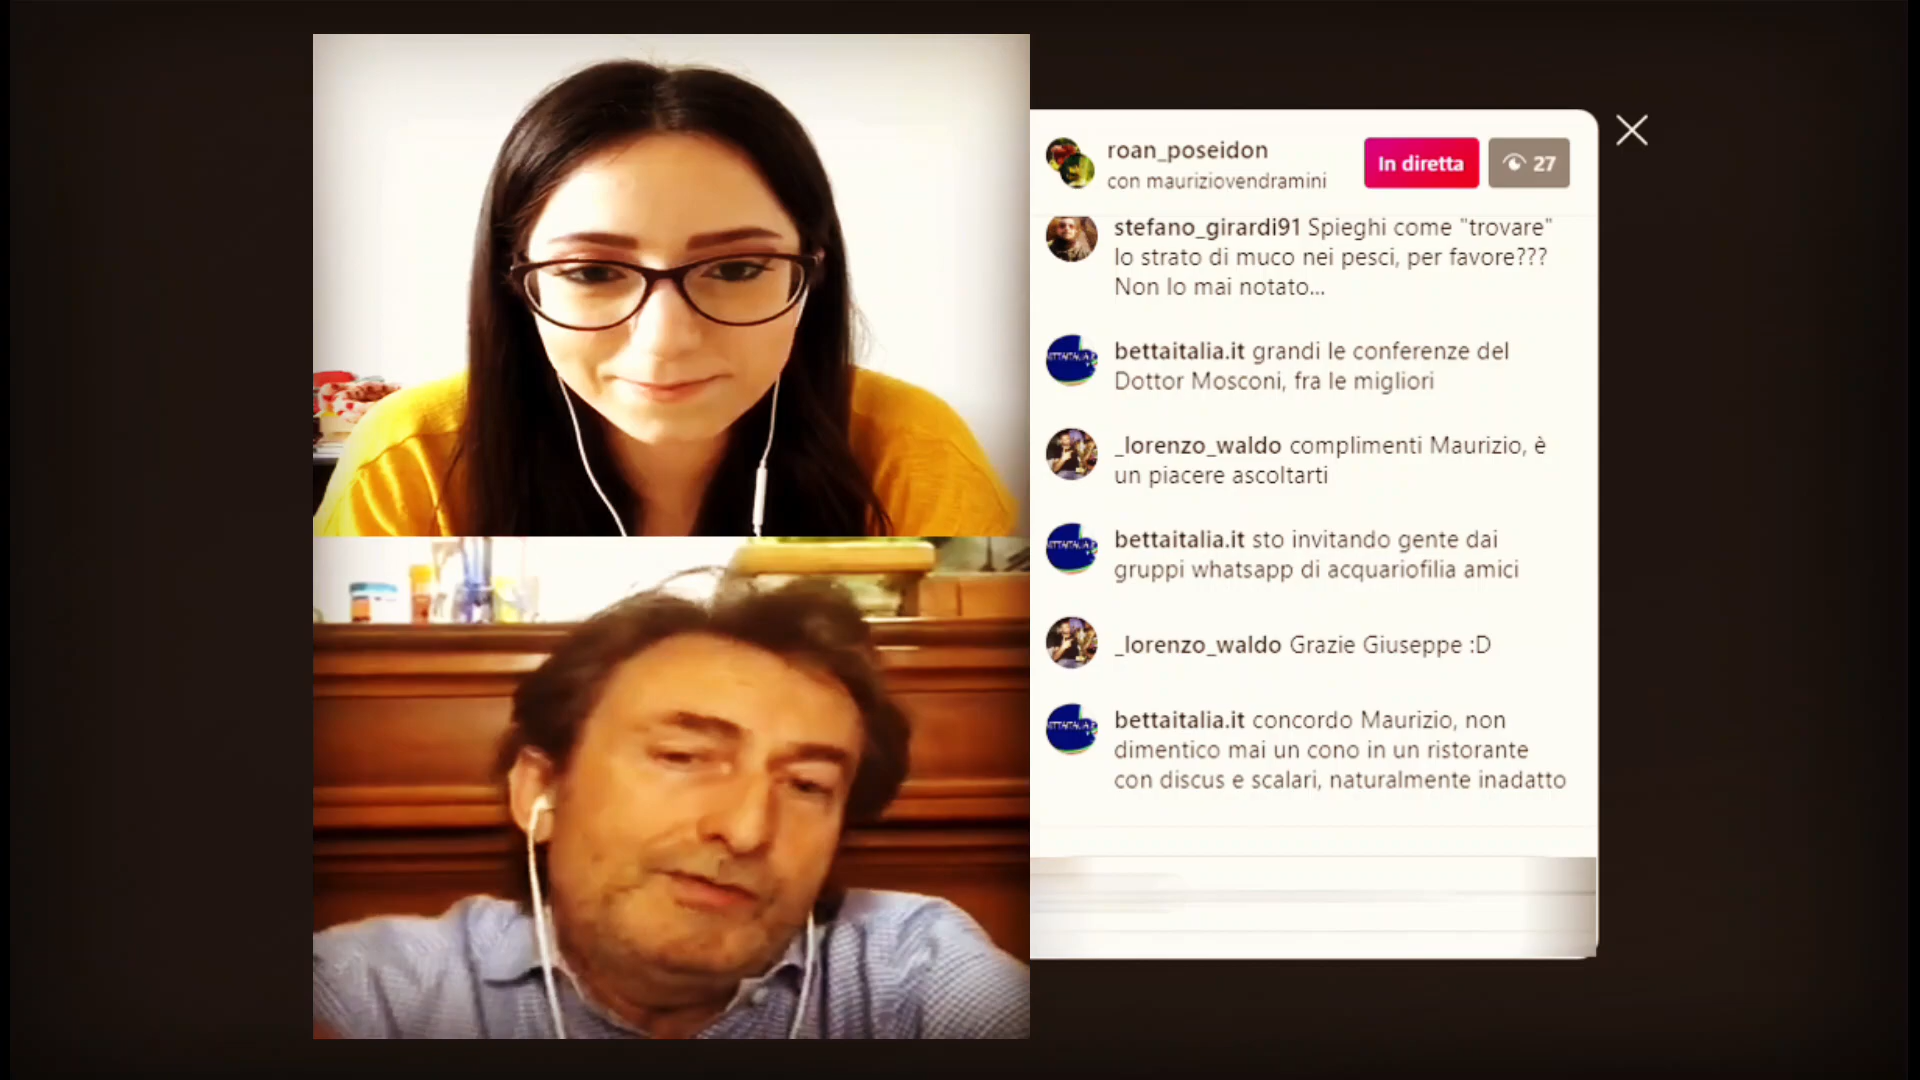 roan_poseidon
con mauriziovendramini
In diretta
27
stefano_girardi91 Spieghi come "trovare"
lo strato di muco nei pesci, per favore???
Non lo mai notato...
bettaitalia.it grandi le conferenze del
Dottor Mosconi, fra le migliori
_lorenzo_waldo complimenti Maurizio, è
un piacere ascoltarti
bettaitalia.it sto invitando gente dai
gruppi whatsapp di acquariofilia amici
_lorenzo_waldo Grazie Giuseppe :D
bettaitalia.it concordo Maurizio, non
dimentico mai un cono in un ristorante
con discus e scalari, naturalmente inadatto